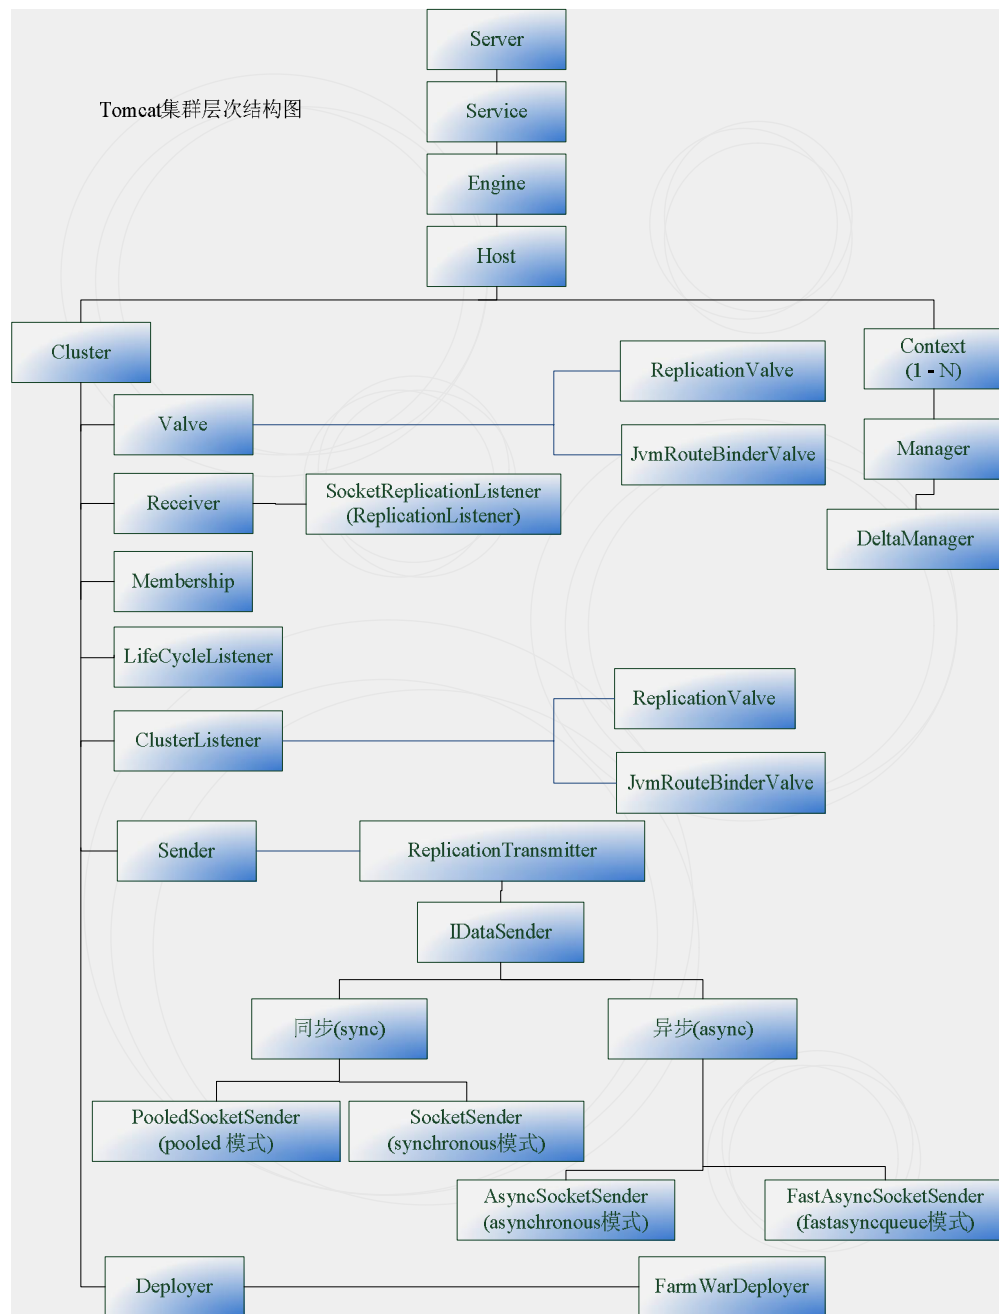 Server
Tomcat集群层次结构图
Service
Engine
Host
Cluster
Context
(1 - N)
ReplicationValve
Valve
JvmRouteBinderValve
Manager
Receiver
SocketReplicationListener
(ReplicationListener)
DeltaManager
Membership
LifeCycleListener
ReplicationValve
ClusterListener
JvmRouteBinderValve
Sender
ReplicationTransmitter
IDataSender
同步(sync)
异步(async)
PooledSocketSender
(pooled 模式)
SocketSender
(synchronous模式)
AsyncSocketSender
(asynchronous模式)
FastAsyncSocketSender
(fastasyncqueue模式)
Deployer
FarmWarDeployer